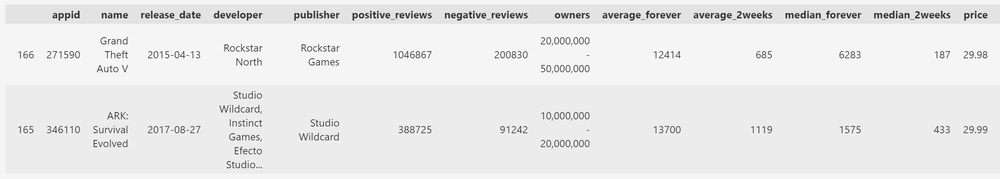 appid name release_date developer publisher positive_reviews negative_reviews owners average_forever average_2weeks median_forever median_2weeks price
Grand
Theft
Auto V
Rockstar
North
Rockstar
Games
20,000,000
-
50,000,000
166 271590 2015-04-13 1046867 200830 12414 685 6283 187 29.98
ARK:
Survival
Evolved
Studio
Wildcard,
Instinct
Games,
Efecto
Studio...
Studio
Wildcard
10,000,000
-
20,000,000
165 346110 2017-08-27 388725 91242 13700 1119 1575 433 29.99